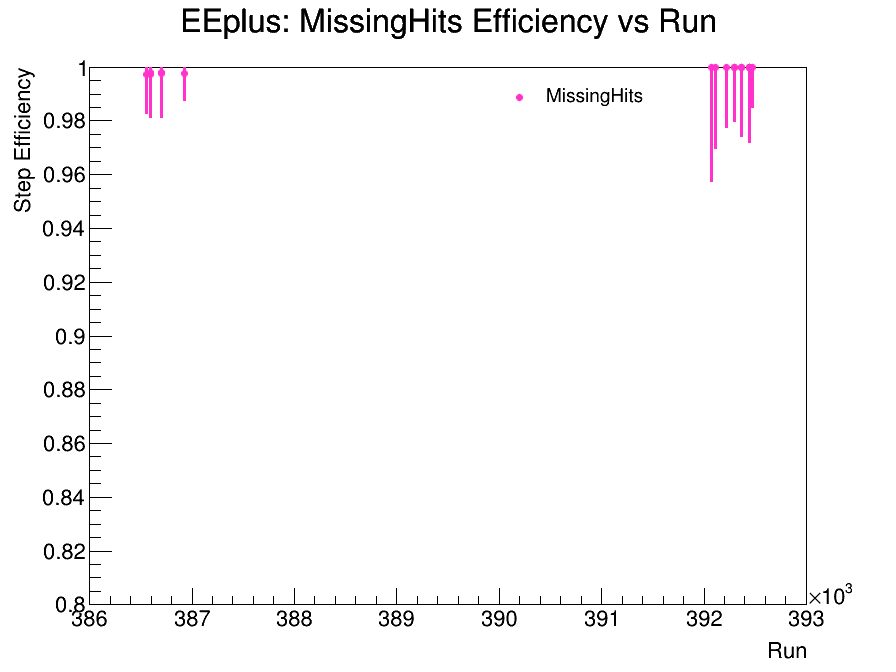 EEplus: MissingHits Efficiency vs Run
Step Efficiency
1
0.98
0.96
0.94
0.92
0.9
0.88
0.86
0.84
0.82
0.8
MissingHits
386 387 388 389 390 391 392 393
×10³
Run